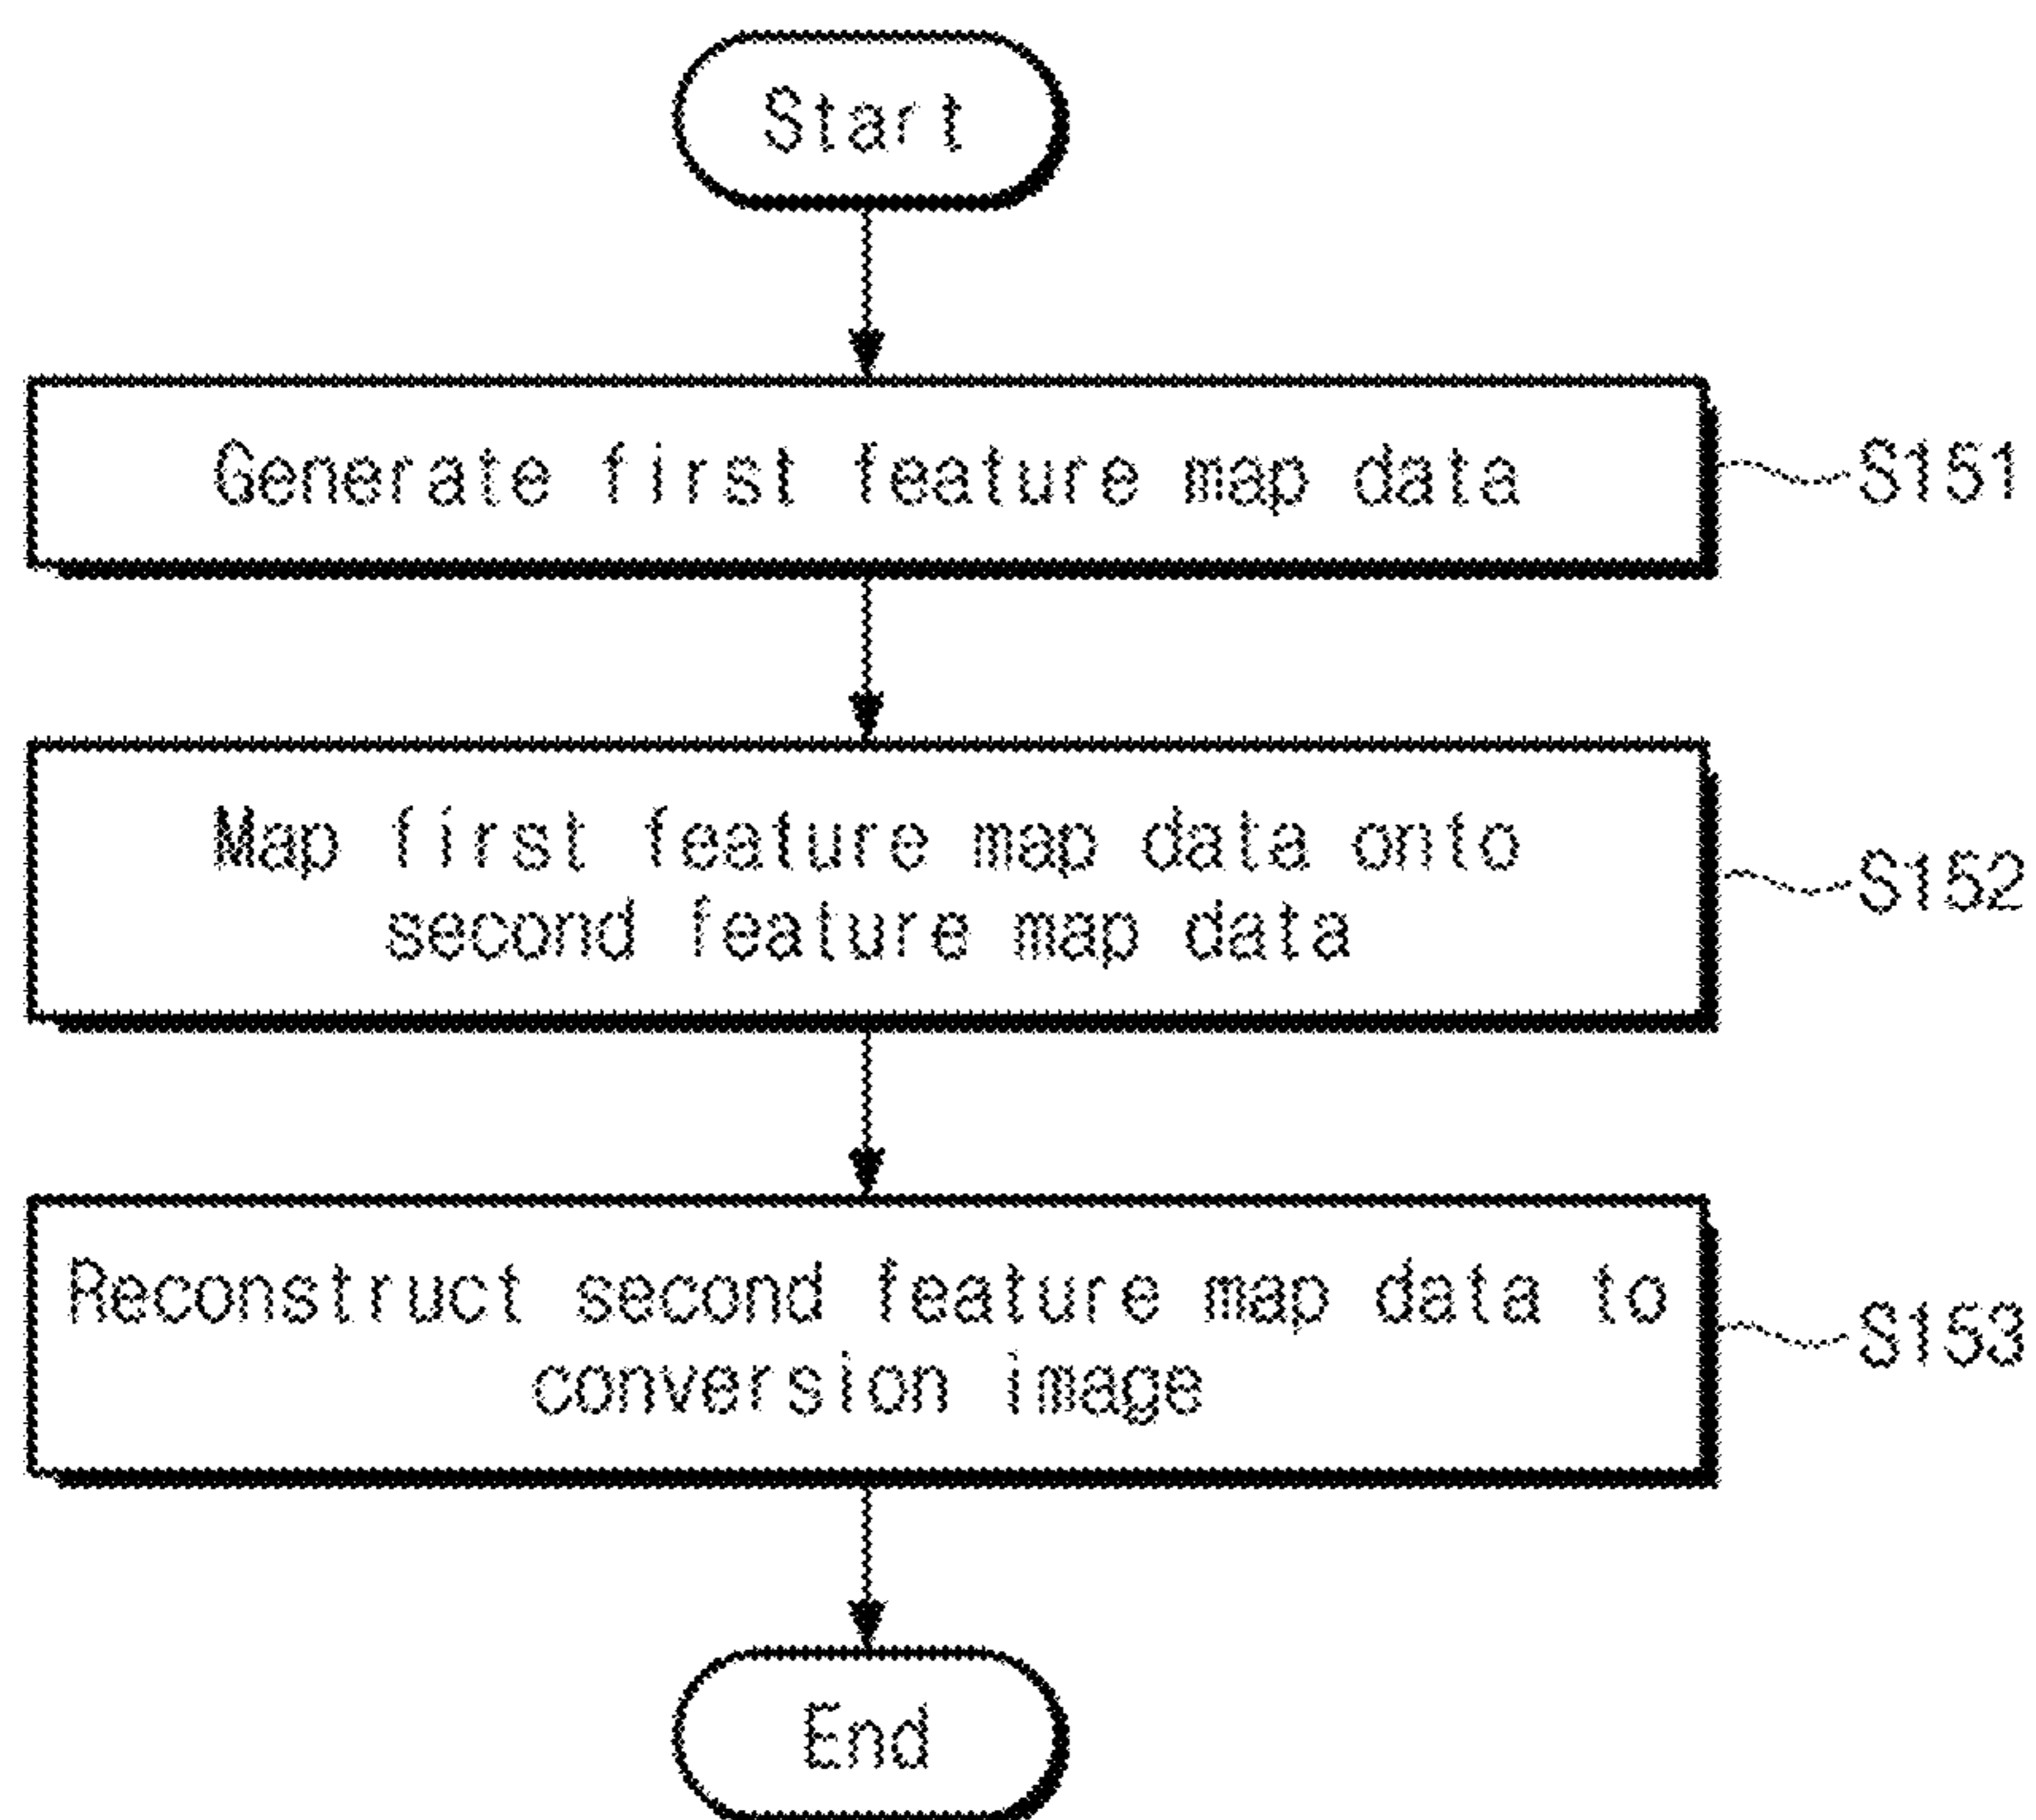 Start
Generate first feature map data
S151
Map first feature map data onto
second feature map data
S152
Reconstruct second feature map data to
conversion image
S153
End